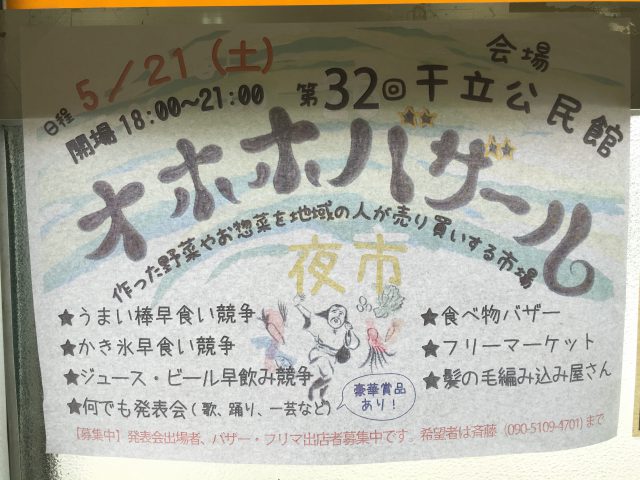 日程 5/21(土)
開場18:00～21:00
第32回
会場
干立公民館
オホホバザール
作った野菜やお惣菜を地域の人が売り買いする市場
夜市
★うまい棒早食い競争
★かき氷早食い競争
★ジュース・ビール早飲み競争
★何でも発表会(歌、踊り、一芸など)
豪華賞品
あり！
★食べ物バザー
★フリーマーケット
★髪の毛編み込み屋さん
【募集中】発表会出場者、バザー・フリマ出店者募集中です。希望者は斉藤（090-5109-4701)まで